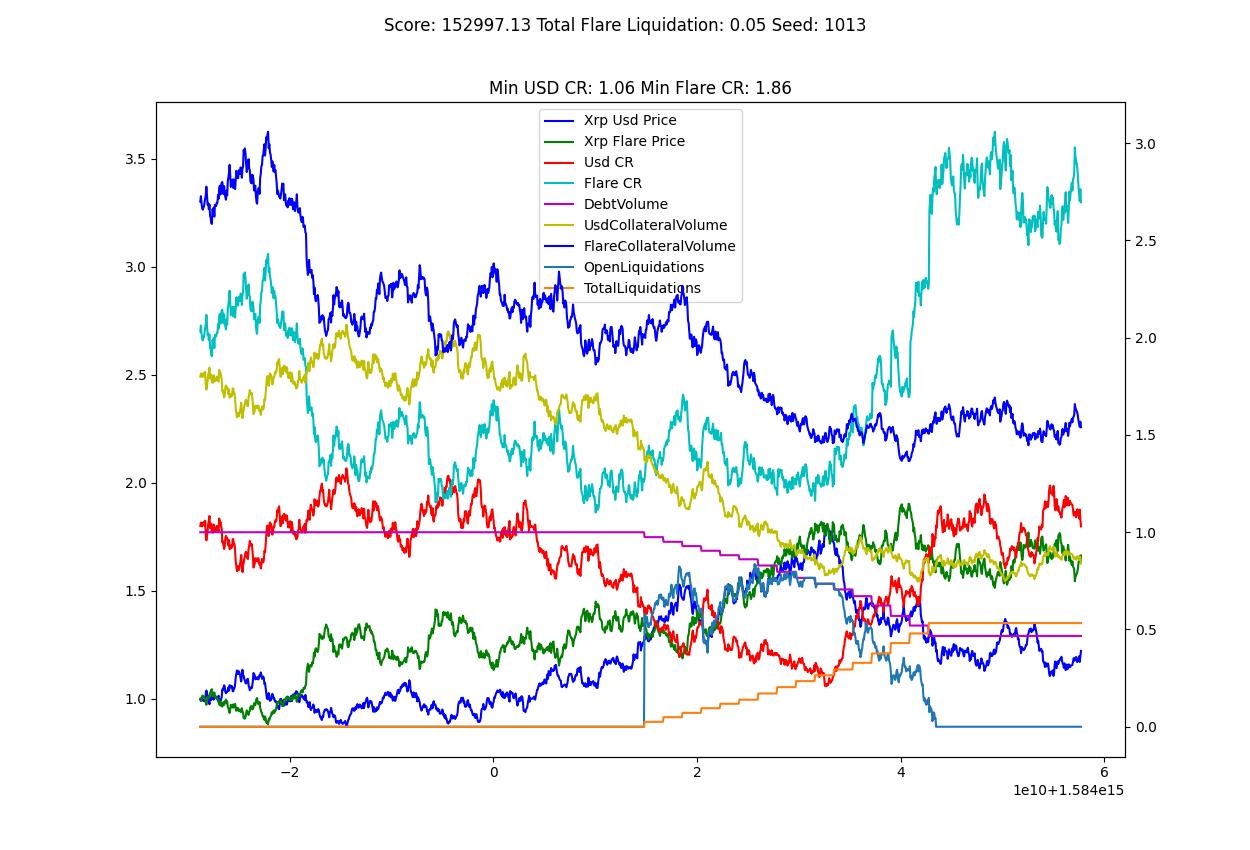 Score: 152997.13 Total Flare Liquidation: 0.05 Seed: 1013
Min USD CR: 1.06 Min Flare CR: 1.86
Xrp Usd Price
Xrp Flare Price
Usd CR
Flare CR
DebtVolume
UsdCollateralVolume
FlareCollateralVolume
OpenLiquidations
TotalLiquidations
3.5
3.0
2.5
2.0
1.5
1.0
3.0
2.5
2.0
1.5
1.0
0.5
0.0
−2
0
2
4
6
1e10+1.584e15